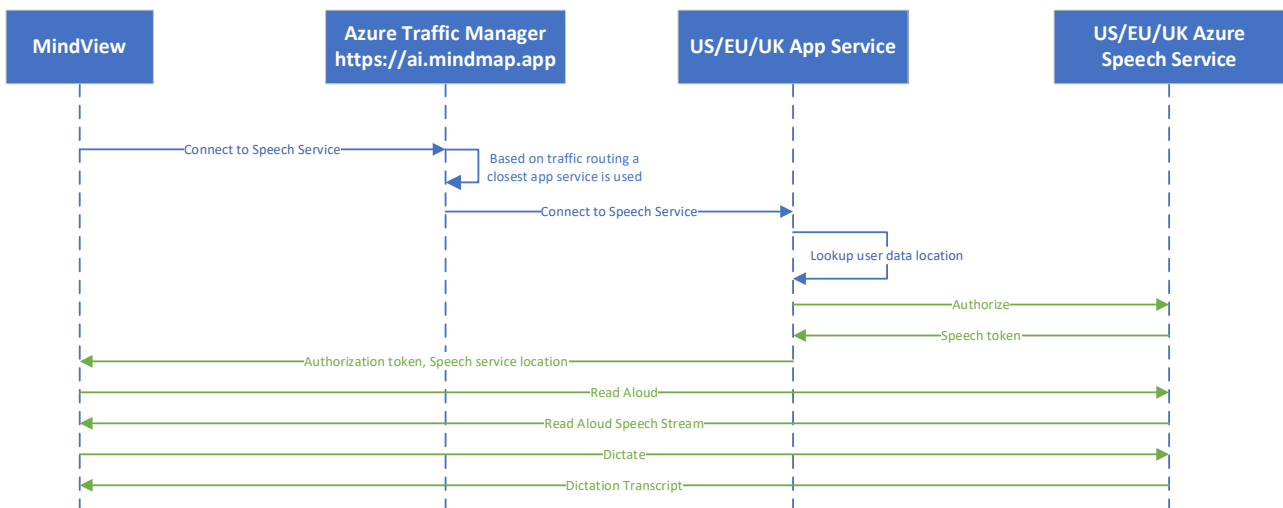 MindView
Azure Traffic Manager
https://ai.mindmap.app
US/EU/UK App Service
US/EU/UK Azure
Speech Service
Connect to Speech Service
Based on traffic routing a
closest app service is used
Connect to Speech Service
Lookup user data location
Authorize
Speech token
Authorization token, Speech service location
Read Aloud
Read Aloud Speech Stream
Dictate
Dictation Transcript